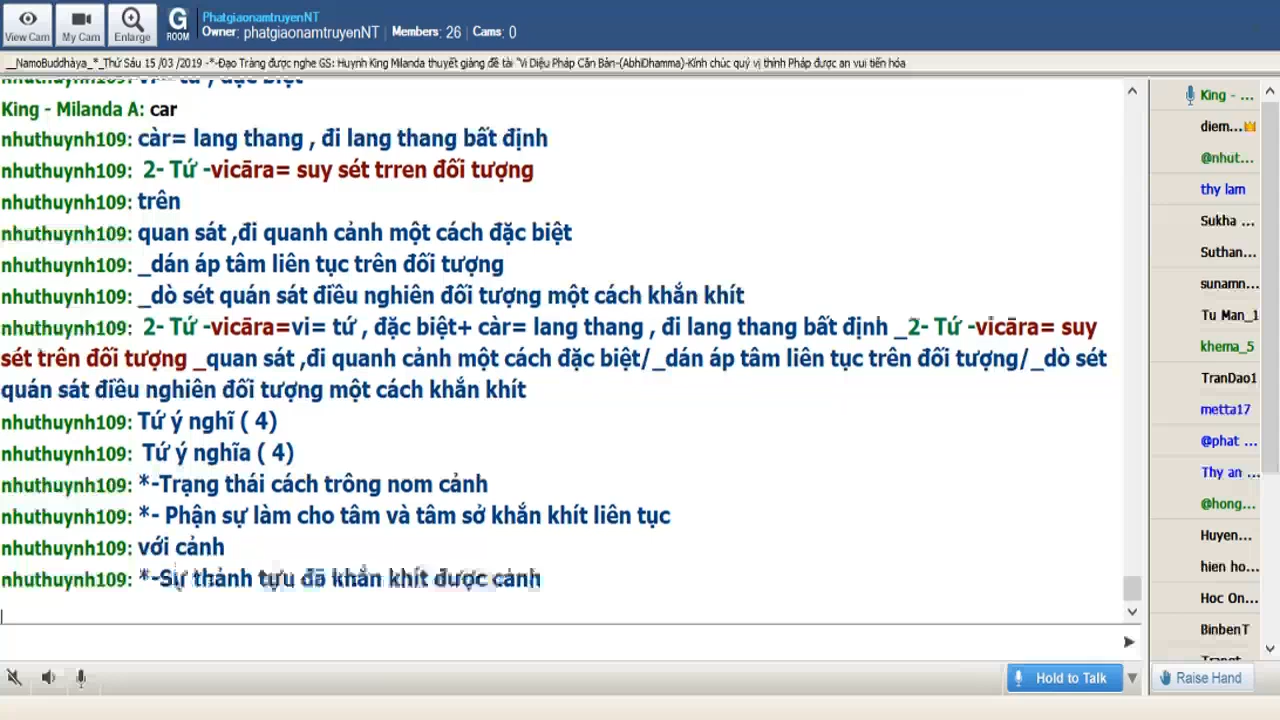 View Cam
My Cam
Enlarge
G
ROOM
PhatgiaonamtruyenNT
Owner: phatgiaonamtruyenNT | Members: 26 | Cams: 0
__NamoBuddhàya_*_Thứ Sáu 15 /03 /2019 -*-Đạo Tràng được nghe GS: Huỳnh King Milanda thuyết giảng đề tài "Vi Diệu Pháp Căn Bản-(AbhiDhamma)-Kính chúc quý vị thính Pháp được an vui tiến hóa
King - Milanda A: car
nhuthuynh109: càr= lang thang , đi lang thang bất định
nhuthuynh109: 2- Tứ -vicāra= suy sét trren đối tượng
nhuthuynh109: trên
nhuthuynh109: quan sát ,đi quanh cảnh một cách đặc biệt
nhuthuynh109: _dán áp tâm liên tục trên đối tượng
nhuthuynh109: _dò sét quán sát điều nghiên đối tượng một cách khắn khít
nhuthuynh109: 2- Tứ -vicāra=vi= tứ , đặc biệt+ càr= lang thang , đi lang thang bất định _2- Tứ -vicāra= suy
sét trên đối tượng _quan sát ,đi quanh cảnh một cách đặc biệt/_dán áp tâm liên tục trên đối tượng/_dò sét
quán sát điều nghiên đối tượng một cách khắn khít
nhuthuynh109: Tứ ý nghĩ ( 4)
nhuthuynh109: Tứ ý nghĩa ( 4)
nhuthuynh109: *-Trạng thái cách trông nom cảnh
nhuthuynh109: *- Phận sự làm cho tâm và tâm sở khắn khít liên tục
nhuthuynh109: với cảnh
nhuthuynh109: *-Sự thành tựu đã khắn khít được cảnh
King - ...
diem...
@nhut...
thy lam
Sukha ...
Suthan...
sunamn...
Tu Man_1
khema_5
TranDao1
metta17
@phat ...
Thy an ...
@hong...
Huyen...
hien ho...
Hoc On...
BinbenT
Hold to Talk
Raise Hand